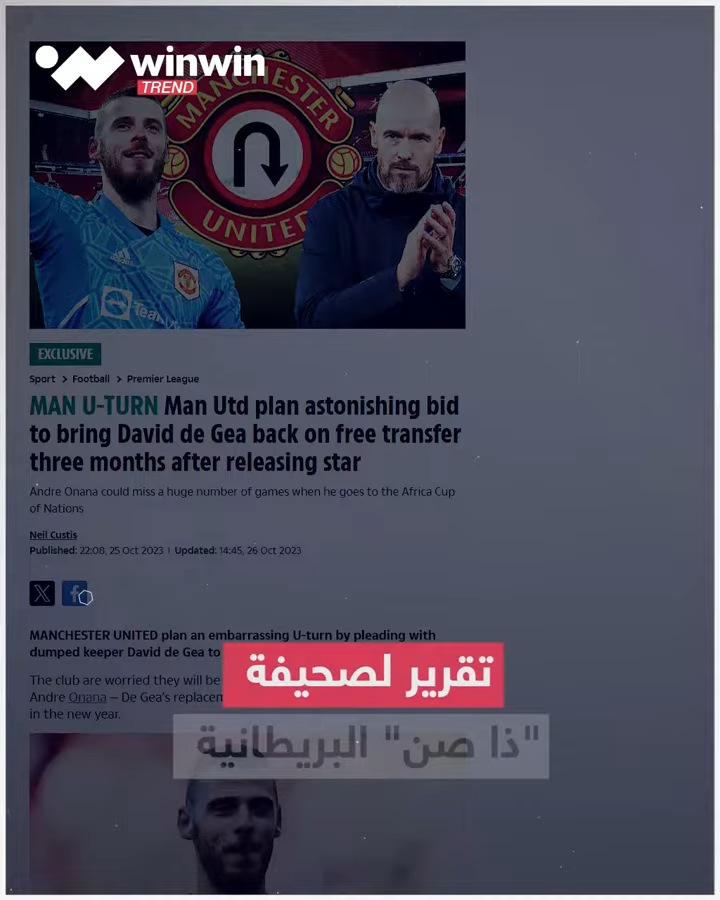 winwin
TREND
MANCHESTER
UNITED
Team
EXCLUSIVE
Sport > Football > Premier League
MAN U-TURN Man Utd plan astonishing bid
to bring David de Gea back on free transfer
three months after releasing star
Andre Onana could miss a huge number of games when he goes to the Africa Cup
of Nations
Neil Custis
Published: 22:08, 25 Oct 2023 | Updated: 14:45, 26 Oct 2023
MANCHESTER UNITED plan an embarrassing U-turn by pleading with
dumped keeper David de Gea to
The club are worried they will be
Andre Onana – De Gea's
in the new year.
تقرير لصحيفة
"ذا صن" البريطانية